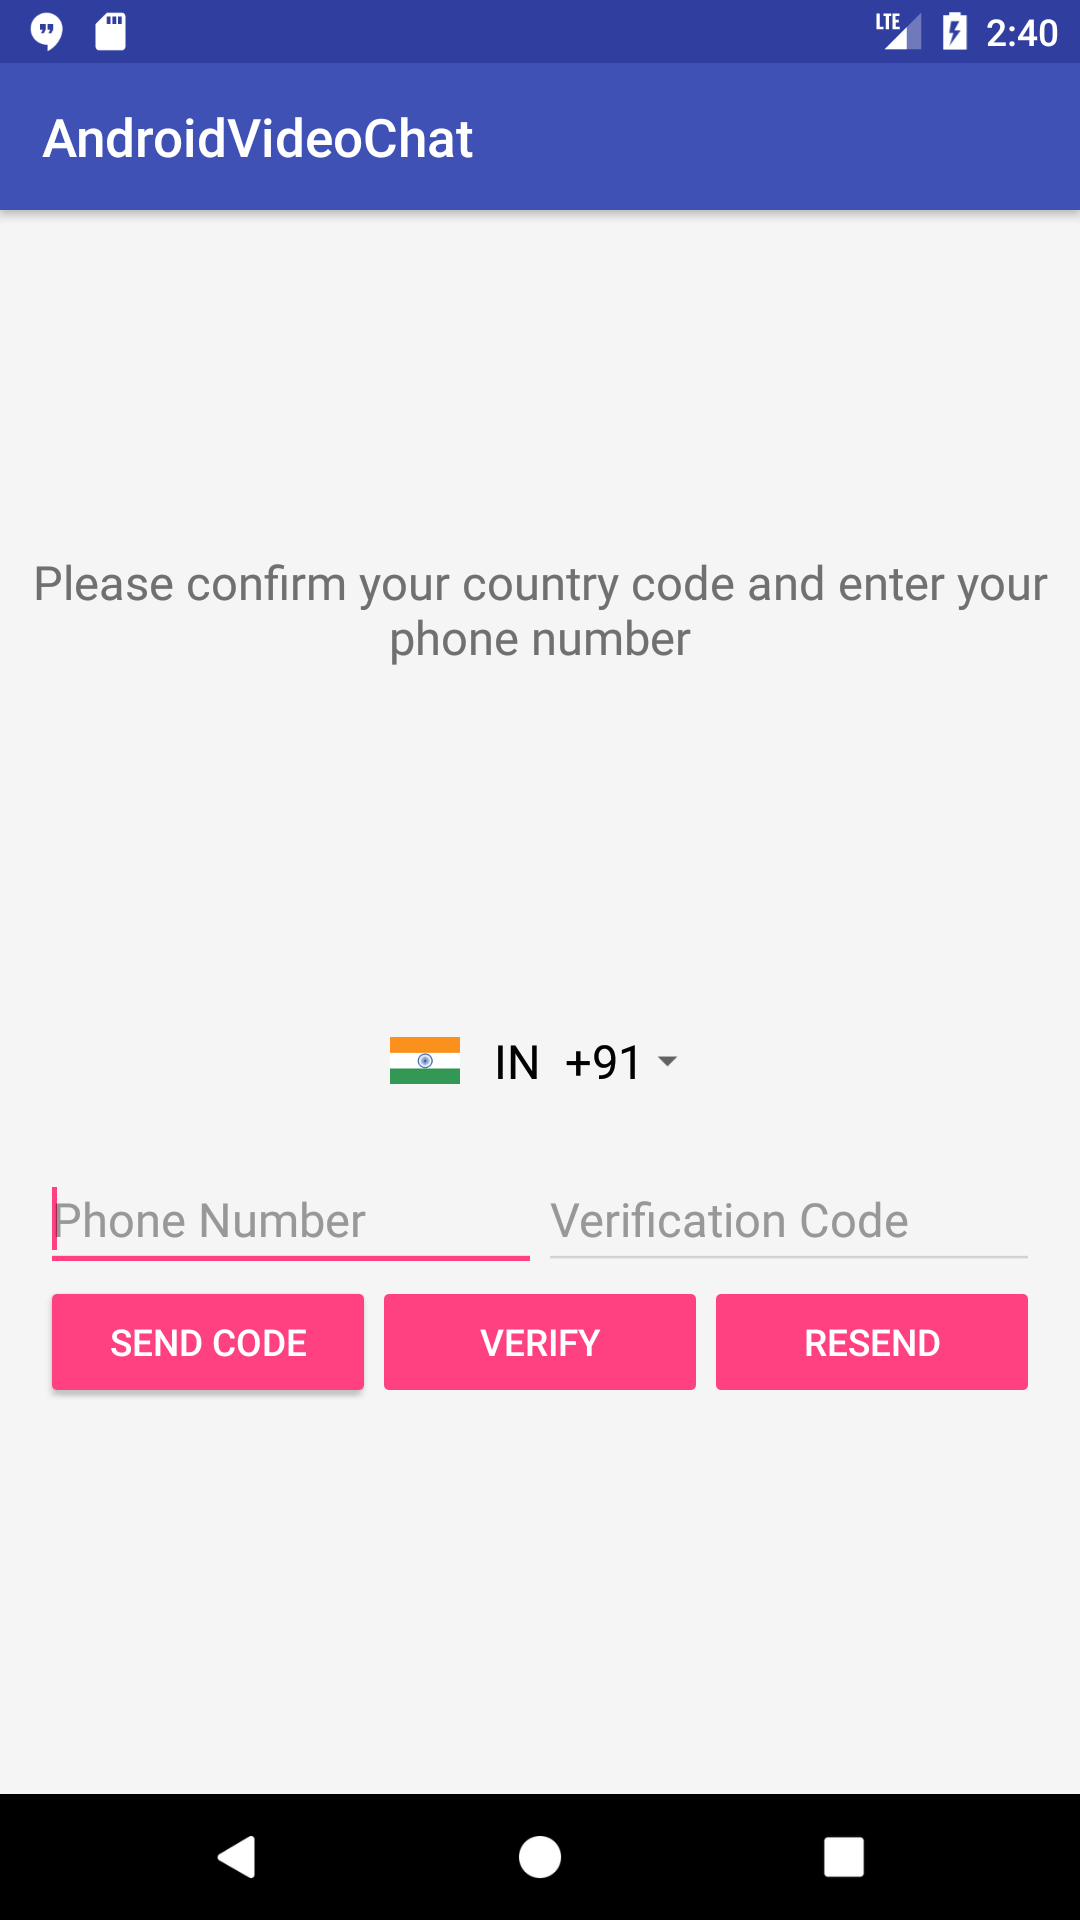 LTE 2:40
AndroidVideoChat
Please confirm your country code and enter your
phone number
IN +91
Phone Number Verification Code
SEND CODE VERIFY RESEND